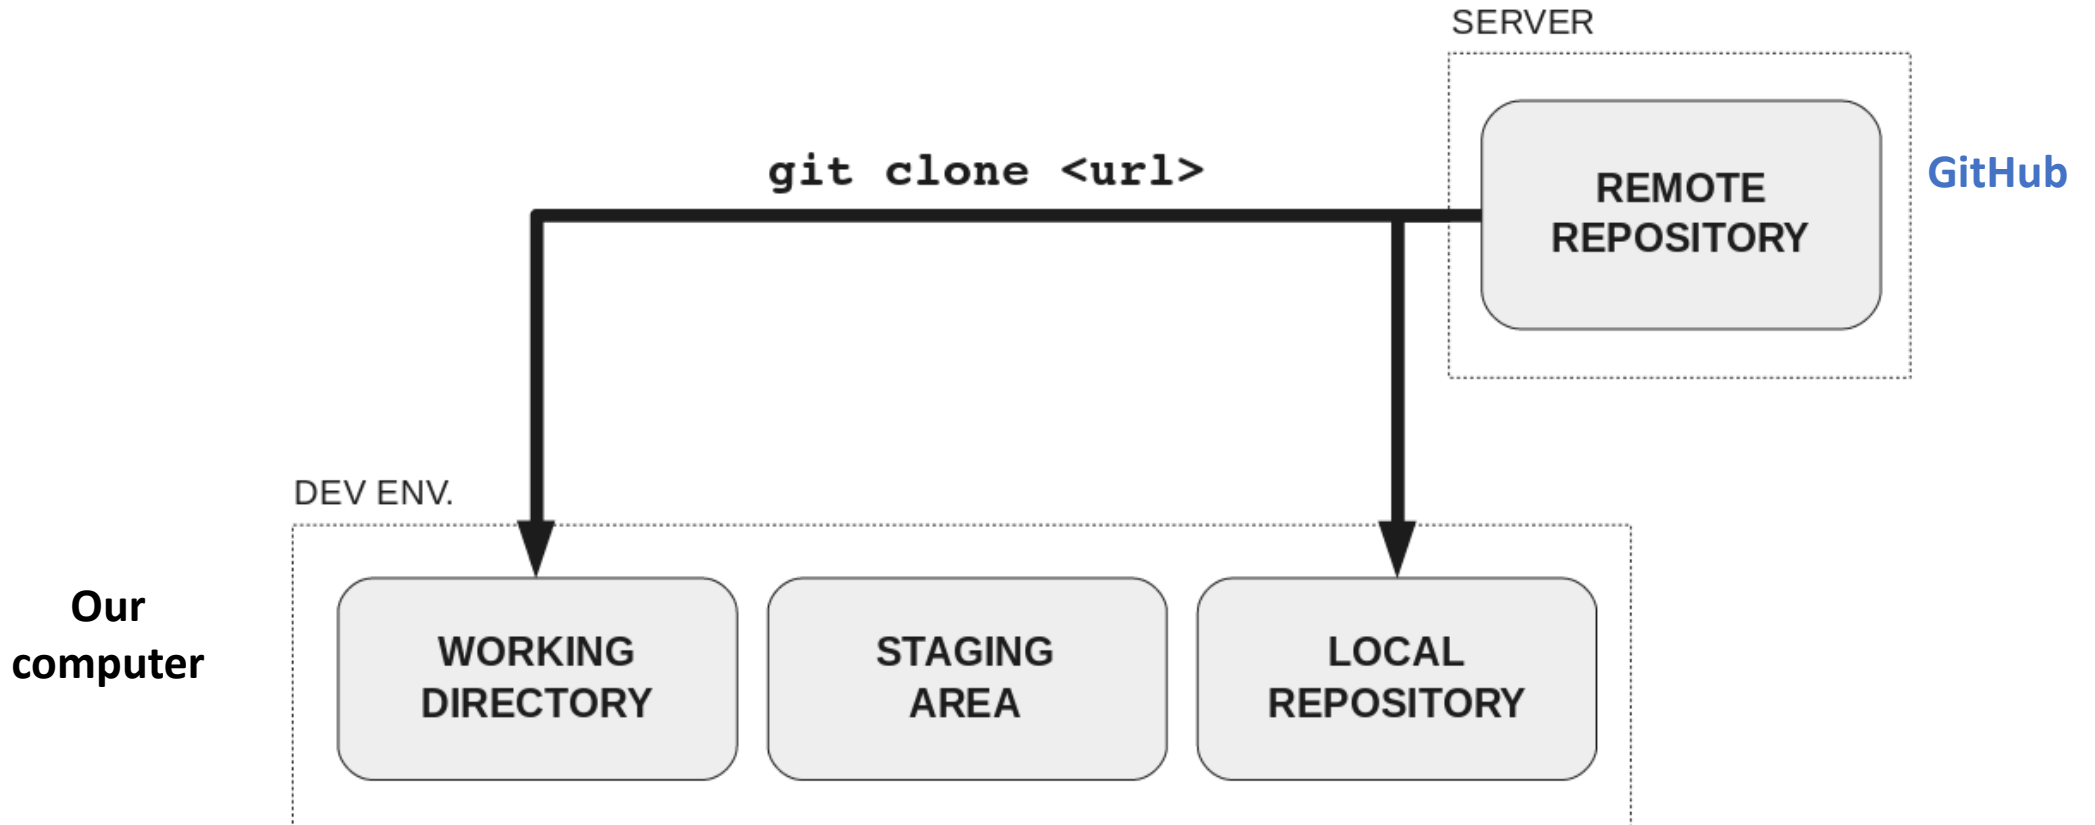 SERVER
git clone <url>
REMOTE
REPOSITORY
GitHub
DEV ENV.
Our
computer
WORKING
DIRECTORY
STAGING
AREA
LOCAL
REPOSITORY